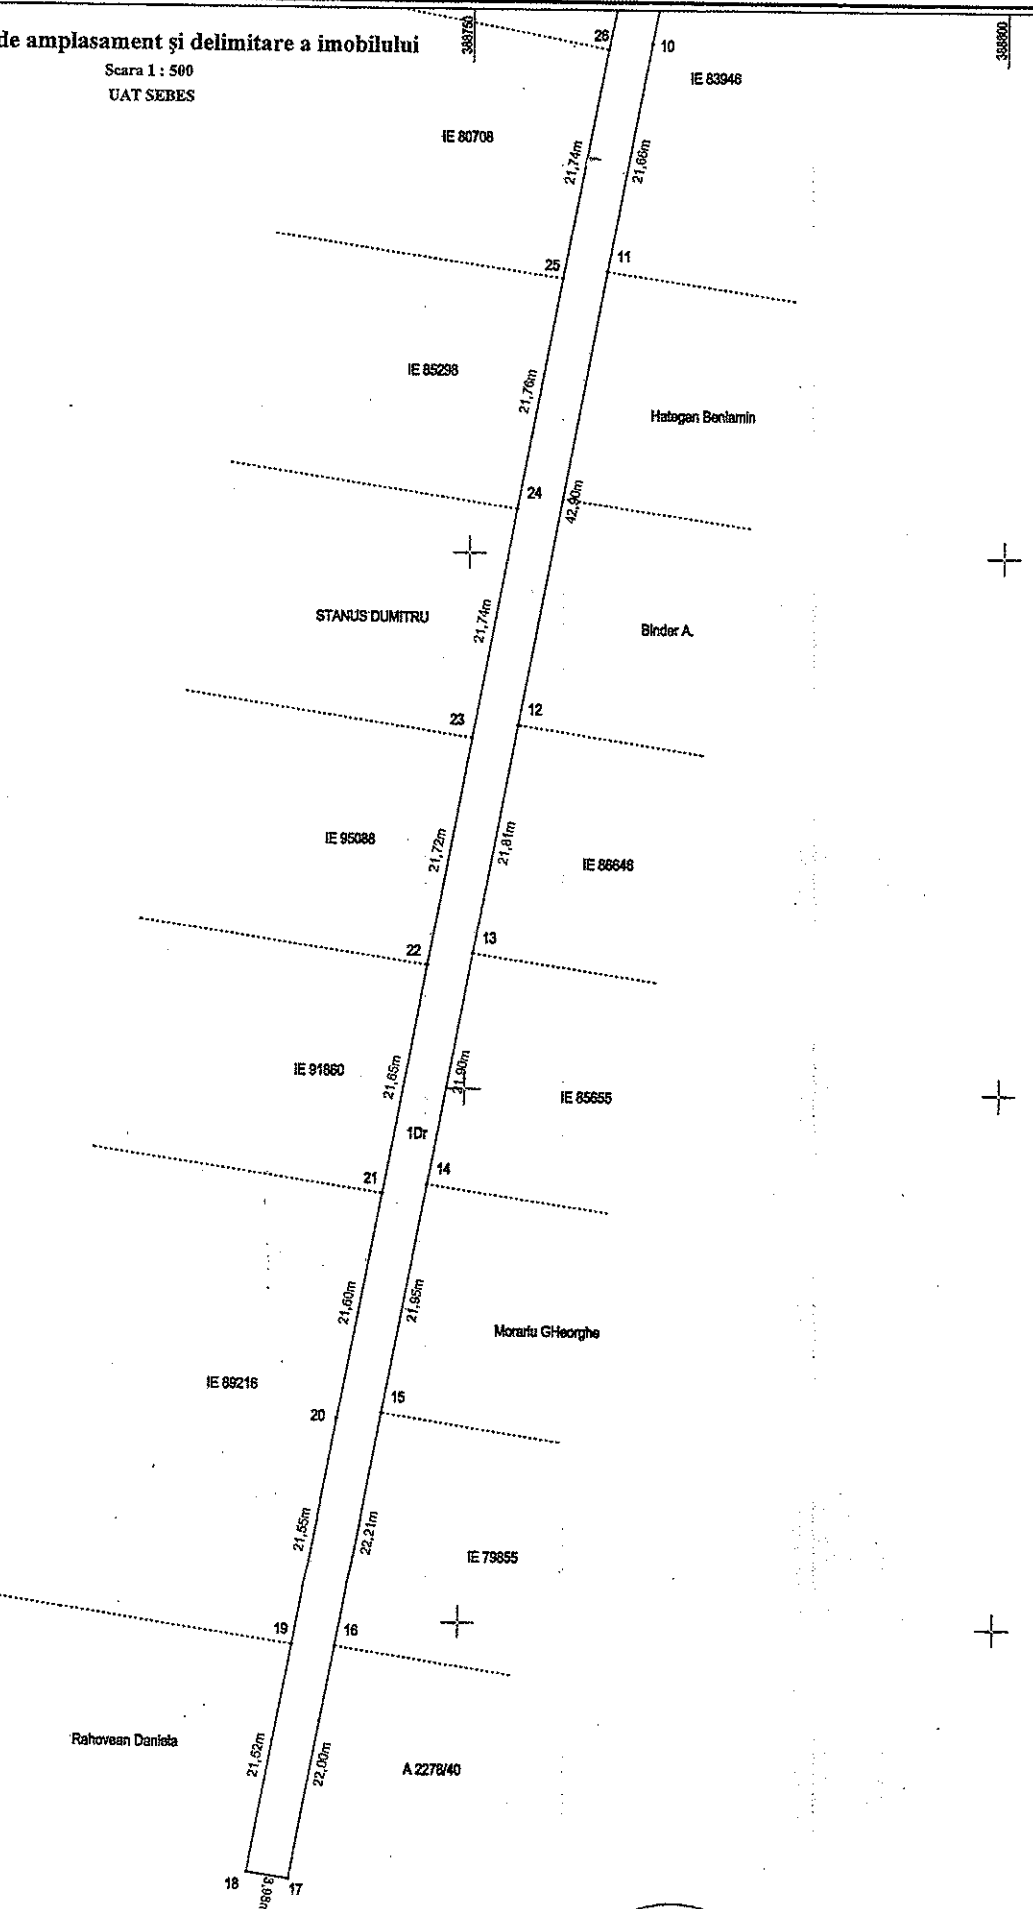 de amplasament şi delimitare a imobilului
Scara 1 : 500
UAT SEBES
388750
388800
26
10
IE 83946
IE 80708
21,74m
21,66m
25
11
IE 85298
21,76m
Hategan Beniamin
24
42,90m
STANUS DUMITRU
21,74m
Binder A.
23
12
IE 95088
21,72m
21,81m
IE 86646
22
13
IE 91860
21,65m
21,90m
IE 85655
1Dr
21
14
21,60m
21,95m
Morariu GHeorghe
IE 89216
20
15
21,55m
22,21m
IE 79855
19
16
Rahovean Daniela
21,52m
22,00m
A 2278/40
18
3,98m
17